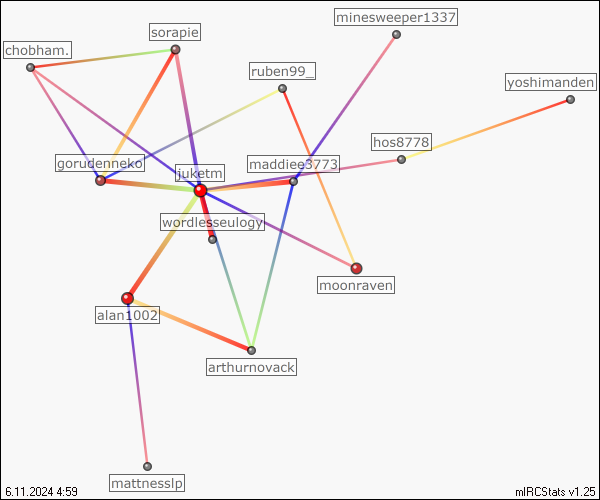 minesweeper1337
sorapie
chobham.
ruben99_
yoshimanden
hos8778
gorudenneko
maddiee3773
juketm
wordlesseulogy
moonraven
alan1002
arthurnovack
mattnesslp
6.11.2024 4:59
mIRCStats v1.25